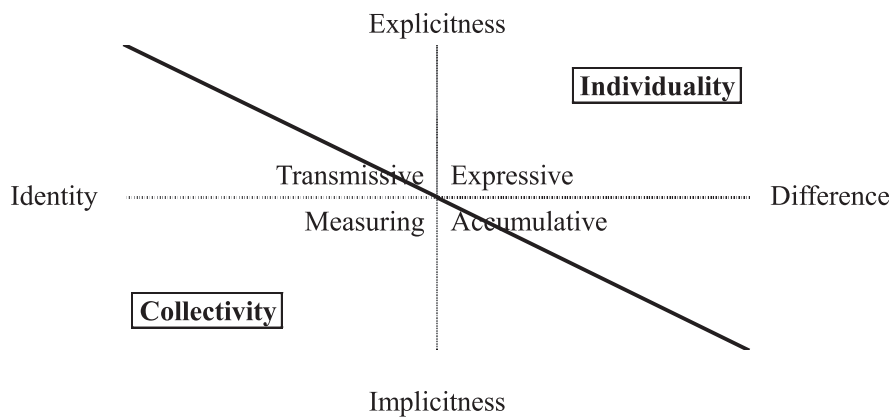 Explicitness
Individuality
Transmissive Expressive
Identity Difference
Measuring Accumulative
Collectivity
Implicitness